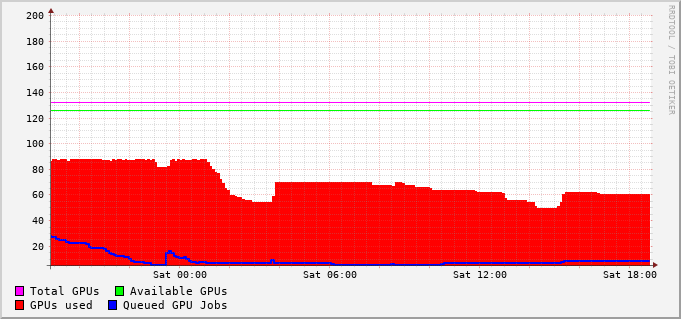 200
180
160
140
120
100
80
60
40
20
Sat 00:00 Sat 06:00 Sat 12:00 Sat 18:00
Total GPUs Available GPUs
GPUs used Queued GPU Jobs
RRDTOOL / TOBI OETIKER